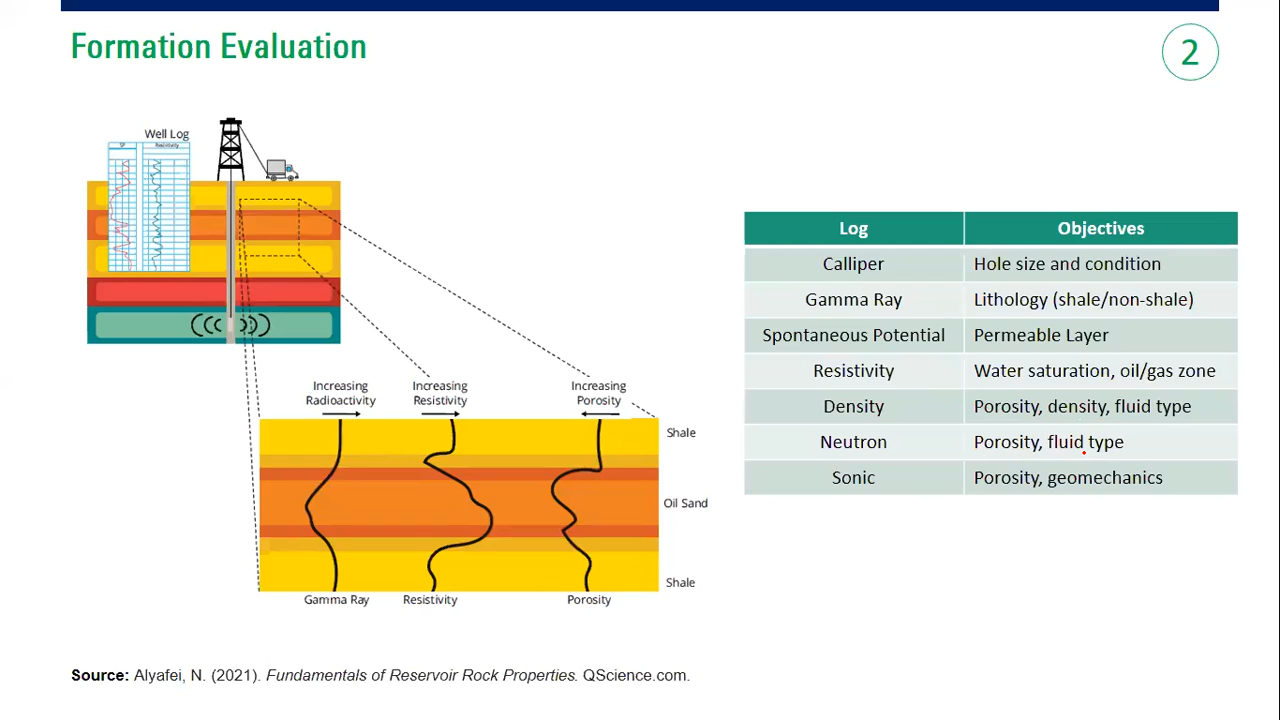 Formation Evaluation
2
Well Log
SP
Resistivity
Increasing
Radioactivity
Increasing
Resistivity
Increasing
Porosity
Shale
Oil Sand
Shale
Gamma Ray
Resistivity
Porosity
Log Objectives
Calliper Hole size and condition
Gamma Ray Lithology (shale/non-shale)
Spontaneous Potential Permeable Layer
Resistivity Water saturation, oil/gas zone
Density Porosity, density, fluid type
Neutron Porosity, fluid type
Sonic Porosity, geomechanics
Source: Alyafei, N. (2021). Fundamentals of Reservoir Rock Properties. QScience.com.